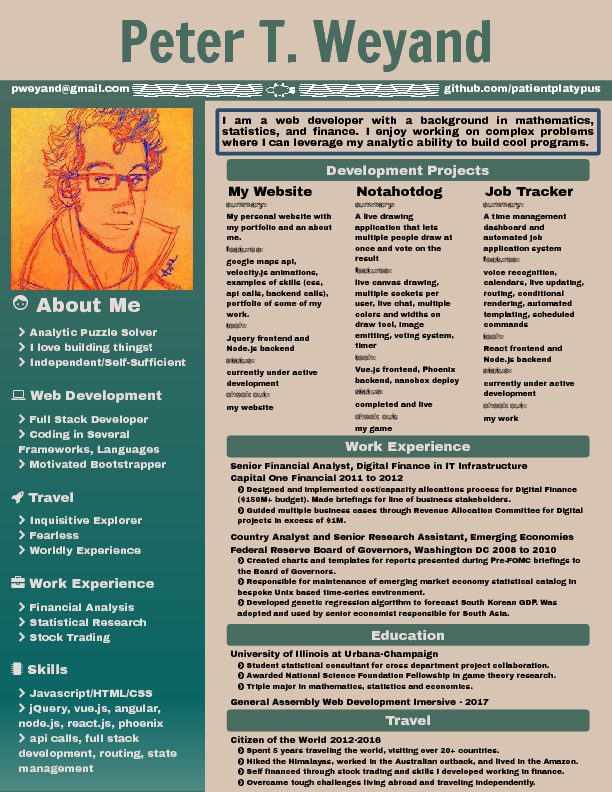 Peter T. Weyand
pweyand@gmail.com
github.com/patientplatypus
About Me
Analytic Puzzle Solver
I love building things!
Independent/Self-Sufficient
Web Development
Full Stack Developer
Coding in Several
Frameworks, Languages
Motivated Bootstrapper
Travel
Inquisitive Explorer
Fearless
Worldly Experience
Work Experience
Financial Analysis
Statistical Research
Stock Trading
Skills
Javascript/HTML/CSS
jQuery, vue.js, angular,
node.js, react.js, phoenix
api calls, full stack
development, routing, state
management
I am a web developer with a background in mathematics,
statistics, and finance. I enjoy working on complex problems
where I can leverage my analytic ability to build cool programs.
Development Projects
My Website
summary:
My personal website with
my portfolio and an about
me.
features:
google maps api,
velocity.js animations,
examples of skills (css,
api calls, backend calls),
portfolio of some of my
work.
tech:
Jquery frontend and
Node.js backend
status:
currently under active
development
check out:
my website
Notahotdog
summary:
A live drawing
application that lets
multiple people draw at
once and vote on the
result
features:
live canvas drawing,
multiple sockets per
user, live chat, multiple
colors and widths on
draw tool, image
emitting, voting system,
timer
tech:
Vue.js frontend, Phoenix
backend, nanobox deploy
status:
completed and live
check out:
my game
Job Tracker
summary:
A time management
dashboard and
automated job
application system
features:
voice recognition,
calendars, live updating,
routing, conditional
rendering, automated
templating, scheduled
commands
tech:
React frontend and
Node.js backend
status:
currently under active
development
check out:
my work
Work Experience
Senior Financial Analyst, Digital Finance in IT Infrastructure
Capital One Financial 2011 to 2012
Designed and implemented cost/capacity allocations process for Digital Finance
($150M+ budget). Made briefings for line of business stakeholders.
Guided multiple business cases through Revenue Allocation Committee for Digital
projects in excess of $1M.
Country Analyst and Senior Research Assistant, Emerging Economies
Federal Reserve Board of Governors, Washington DC 2008 to 2010
Created charts and templates for reports presented during Pre-FOMC briefings to
the Board of Governors.
Responsible for maintenance of emerging market economy statistical catalog in
bespoke Unix based time-series environment.
Developed genetic regression algorithm to forecast South Korean GDP. Was
adopted and used by senior economist responsible for South Asia.
Education
University of Illinois at Urbana-Champaign
Student statistical consultant for cross department project collaboration.
Awarded National Science Foundation Fellowship in game theory research.
Triple major in mathematics, statistics and economics.
General Assembly Web Development Imersive - 2017
Travel
Citizen of the World 2012-2016
Spent 5 years traveling the world, visiting over 20+ countries.
Hiked the Himalayas, worked in the Australian outback, and lived in the Amazon.
Self financed through stock trading and skills I developed working in finance.
Overcame tough challenges living abroad and traveling independently.